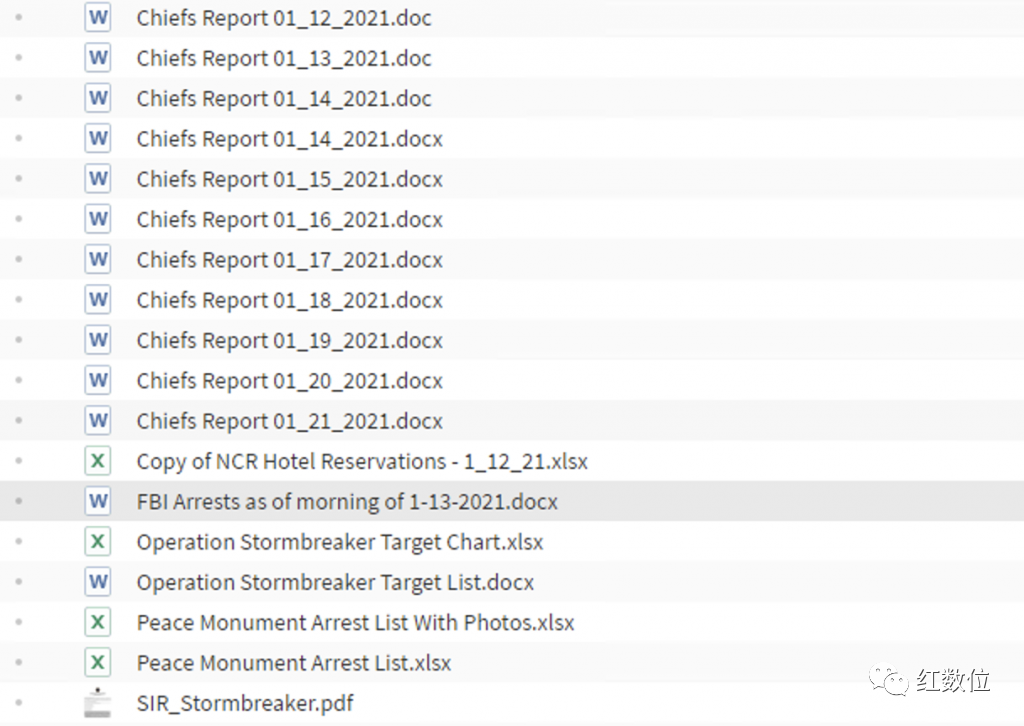 W Chiefs Report 01_12_2021.doc
W Chiefs Report 01_13_2021.doc
W Chiefs Report 01_14_2021.doc
W Chiefs Report 01_14_2021.docx
W Chiefs Report 01_15_2021.docx
W Chiefs Report 01_16_2021.docx
W Chiefs Report 01_17_2021.docx
W Chiefs Report 01_18_2021.docx
W Chiefs Report 01_19_2021.docx
W Chiefs Report 01_20_2021.docx
W Chiefs Report 01_21_2021.docx
X Copy of NCR Hotel Reservations - 1_12_21.xlsx
W FBI Arrests as of morning of 1-13-2021.docx
X Operation Stormbreaker Target Chart.xlsx
W Operation Stormbreaker Target List.docx
X Peace Monument Arrest List With Photos.xlsx
X Peace Monument Arrest List.xlsx
SIR_Stormbreaker.pdf
红数位